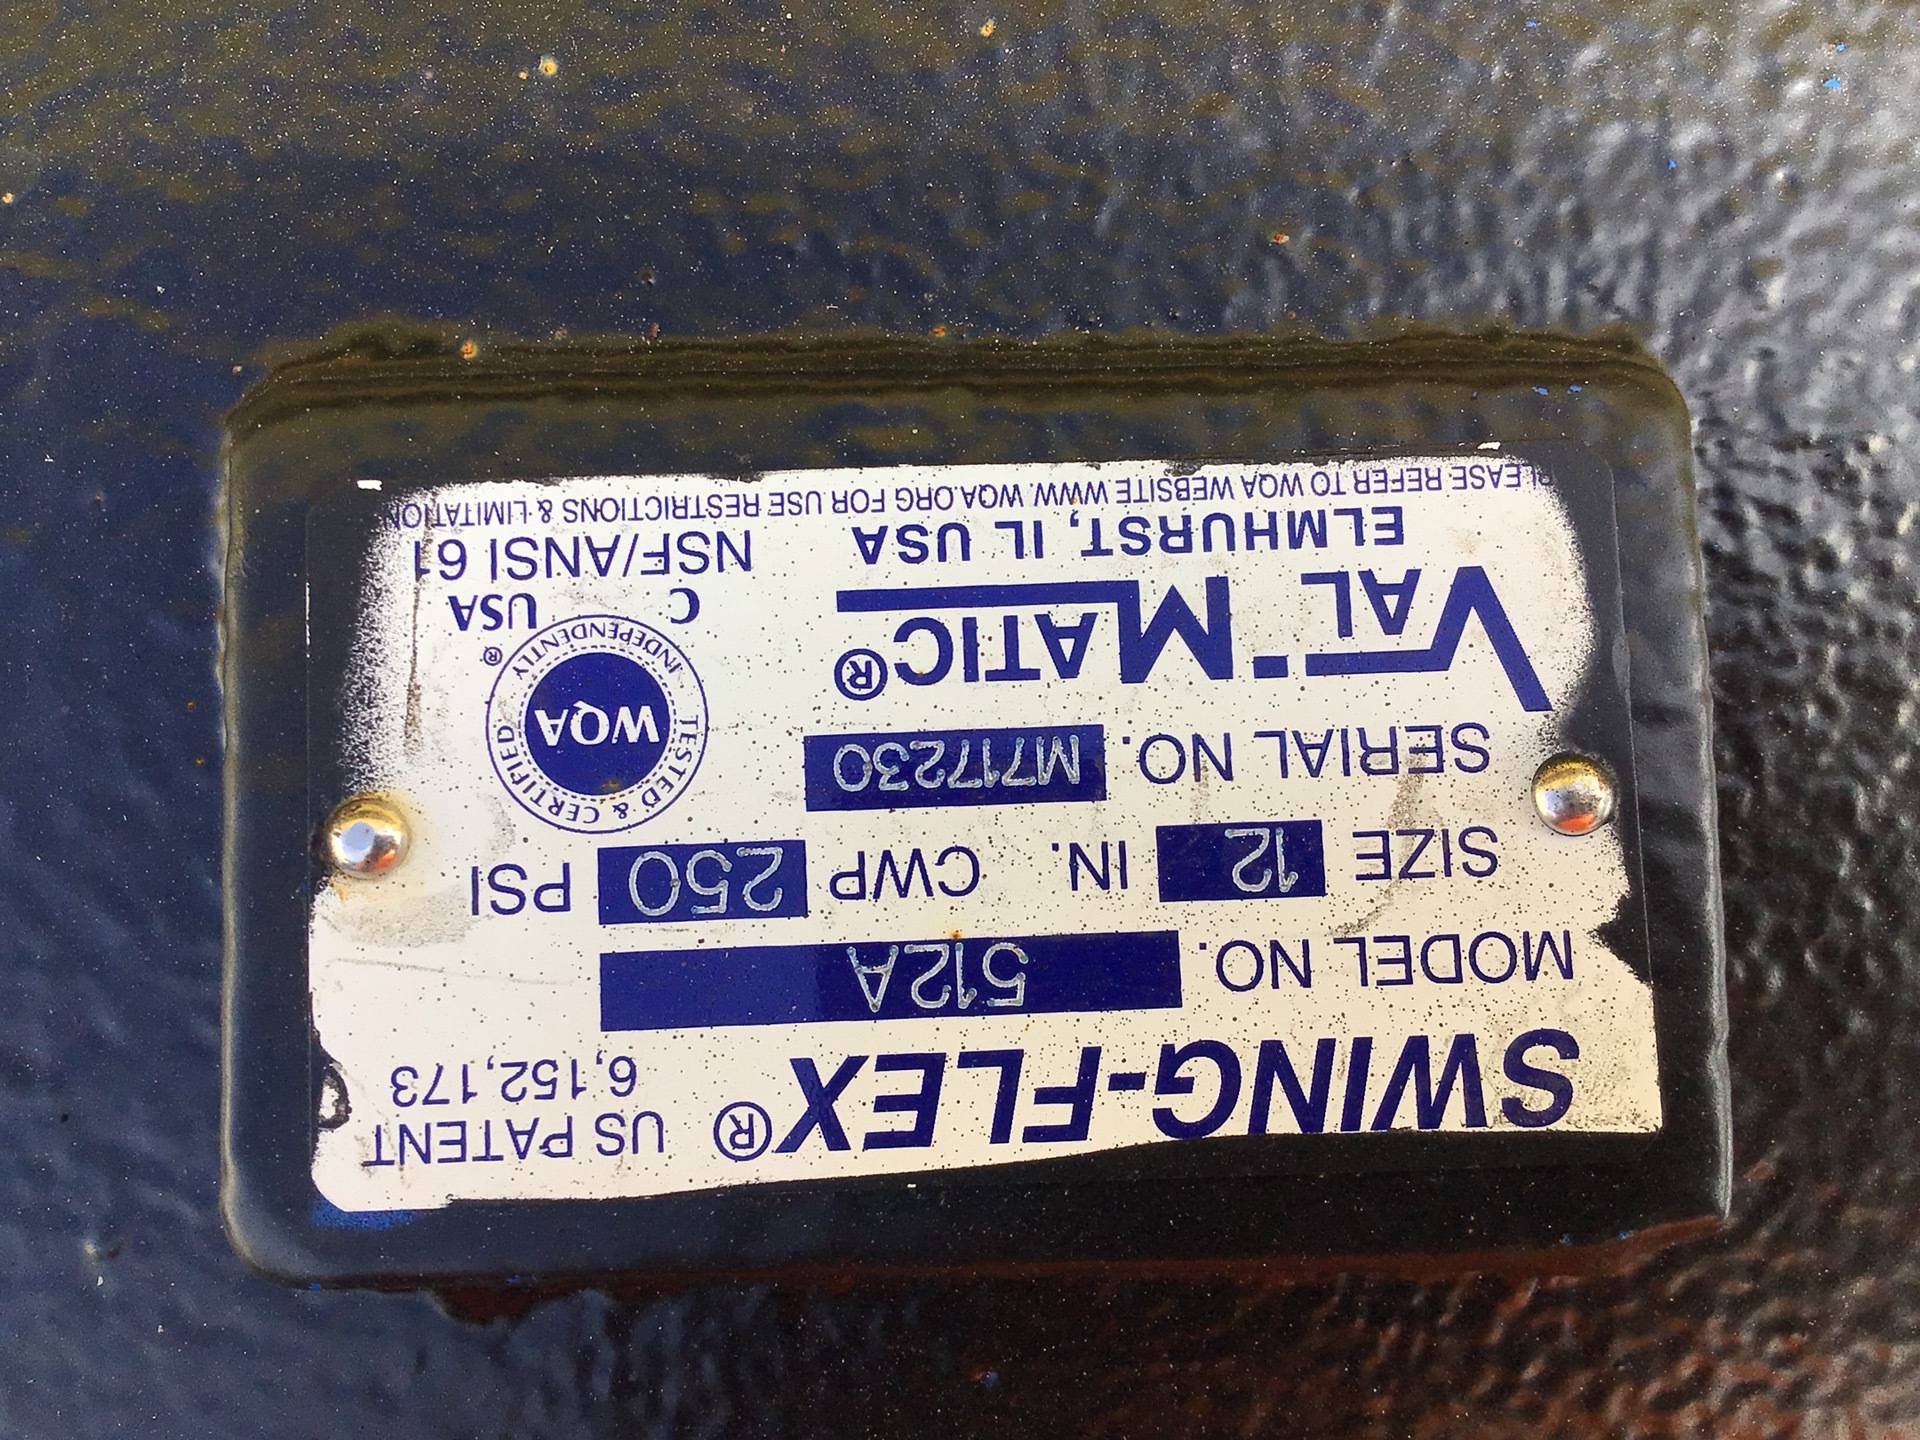 SWING-FLEX® US PATENT
6,152,173
MODEL NO. 512A
SIZE 12 IN. CWP 250 PSI
SERIAL NO. M717230
VAL-MATIC®
ELMHURST, IL USA
WQA
TESTED & CERTIFIED
INDEPENDENTLY
®
C USA
NSF/ANSI 61
LEASE REFER TO WQA WEBSITE WWW.WQA.ORG FOR USE RESTRICTIONS & LIMITATION